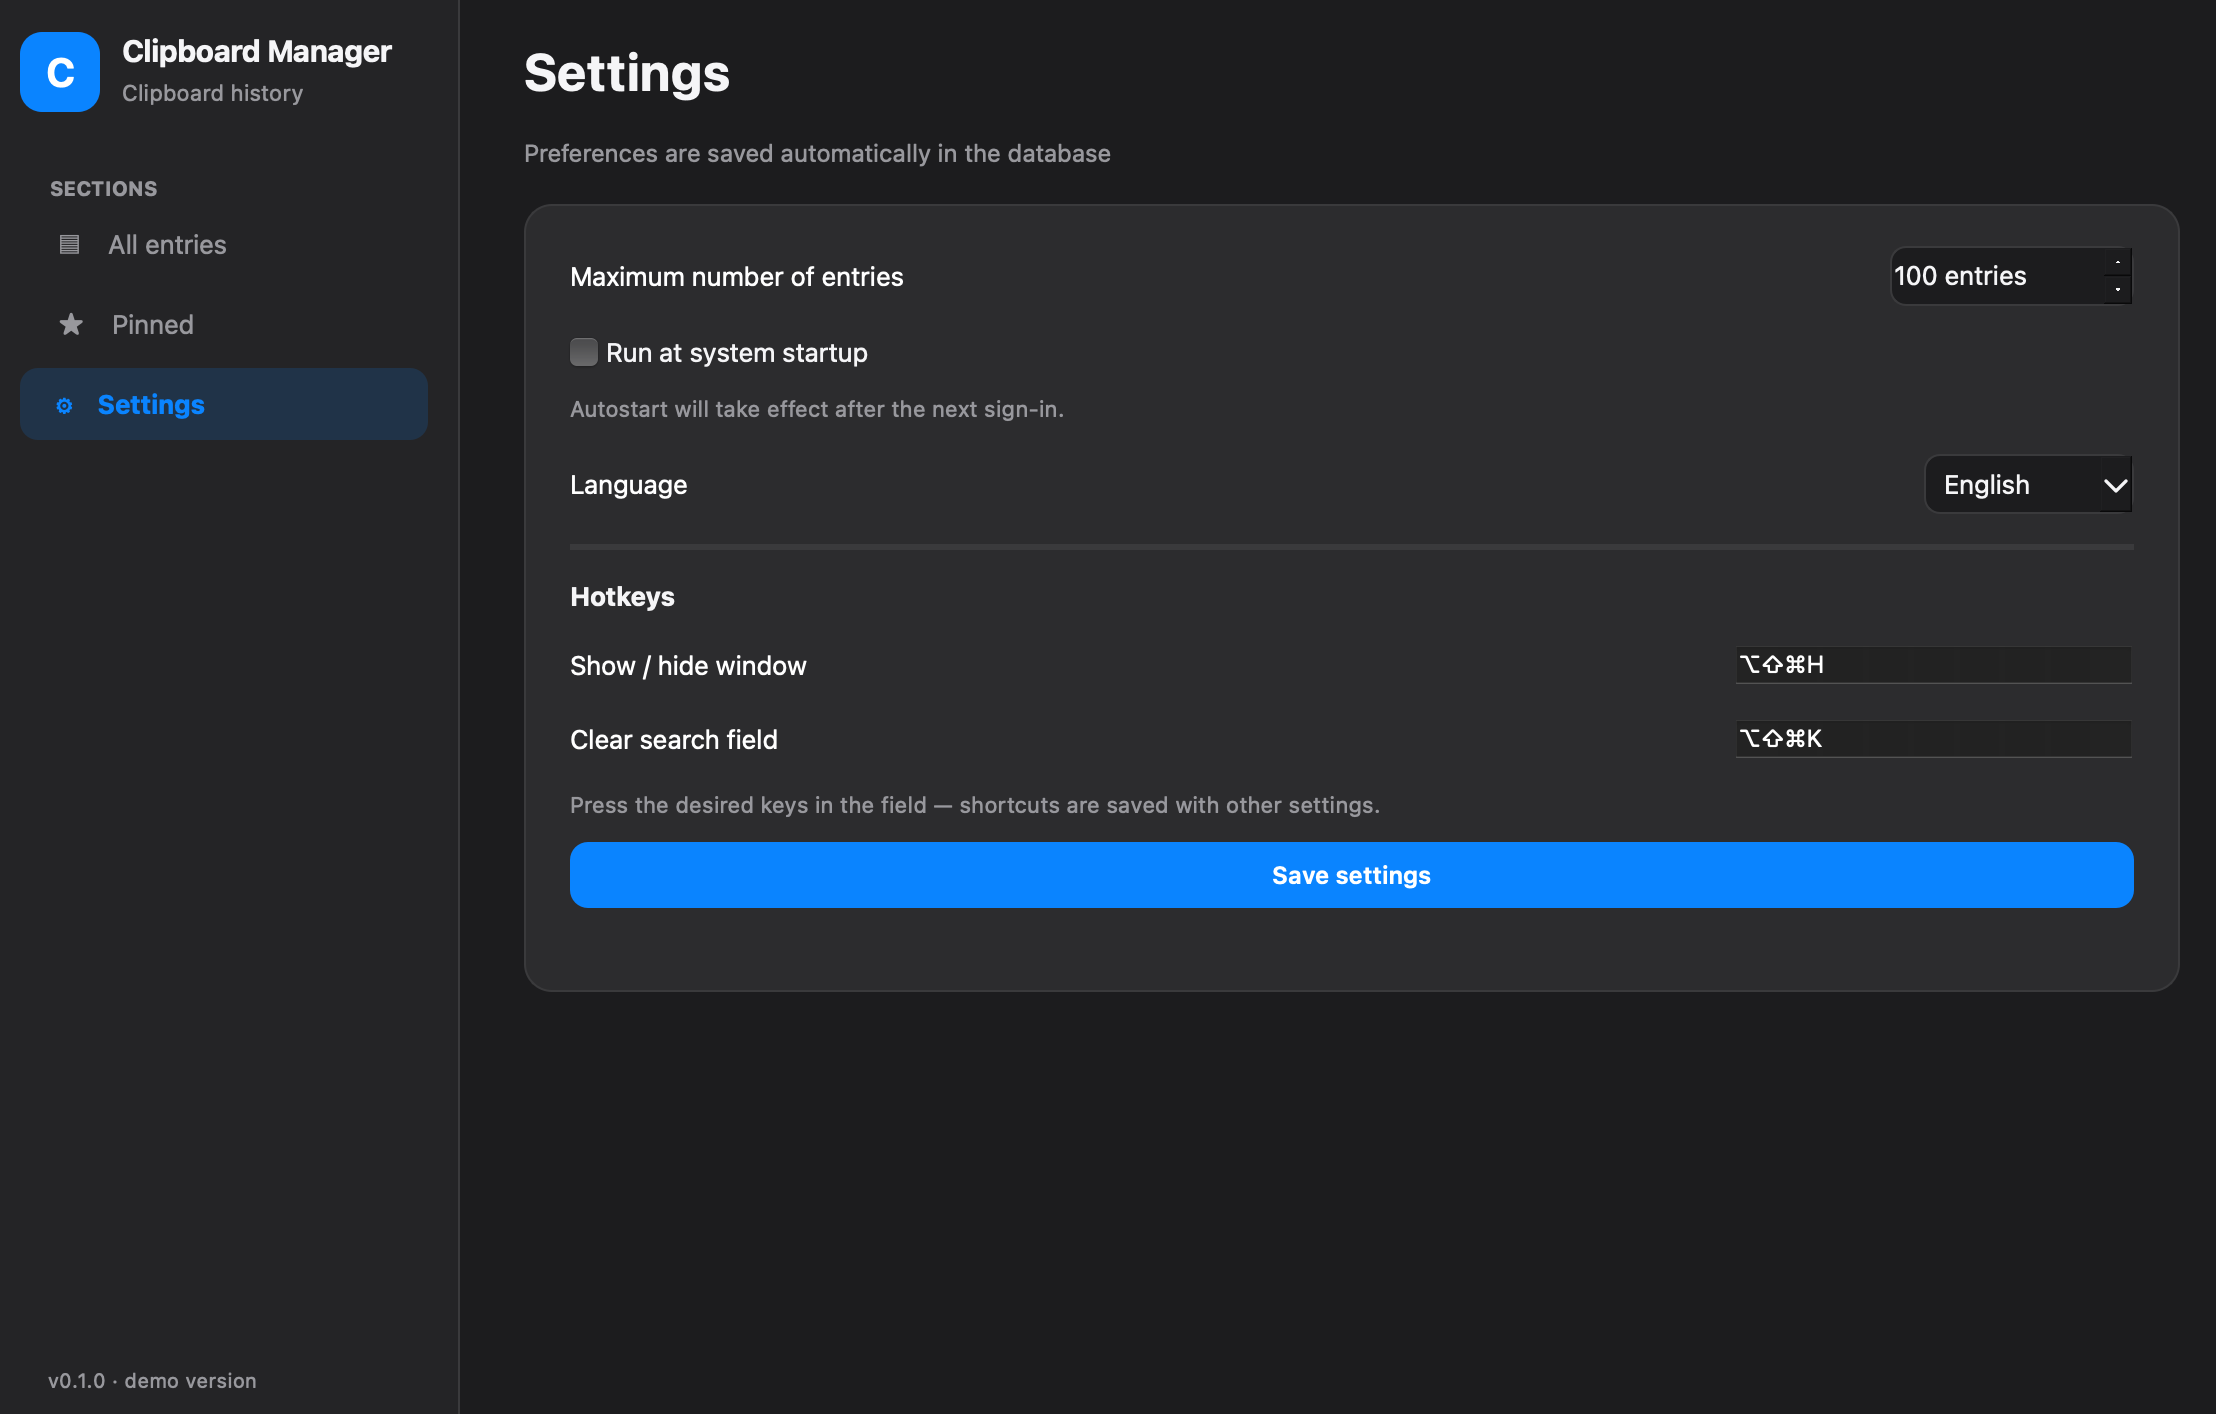 C
Clipboard Manager
Clipboard history
SECTIONS
All entries
Pinned
Settings
v0.1.0 · demo version
Settings
Preferences are saved automatically in the database
Maximum number of entries
100 entries
Run at system startup
Autostart will take effect after the next sign-in.
Language
English
Hotkeys
Show / hide window
⌥⇧⌘H
Clear search field
⌥⇧⌘K
Press the desired keys in the field — shortcuts are saved with other settings.
Save settings